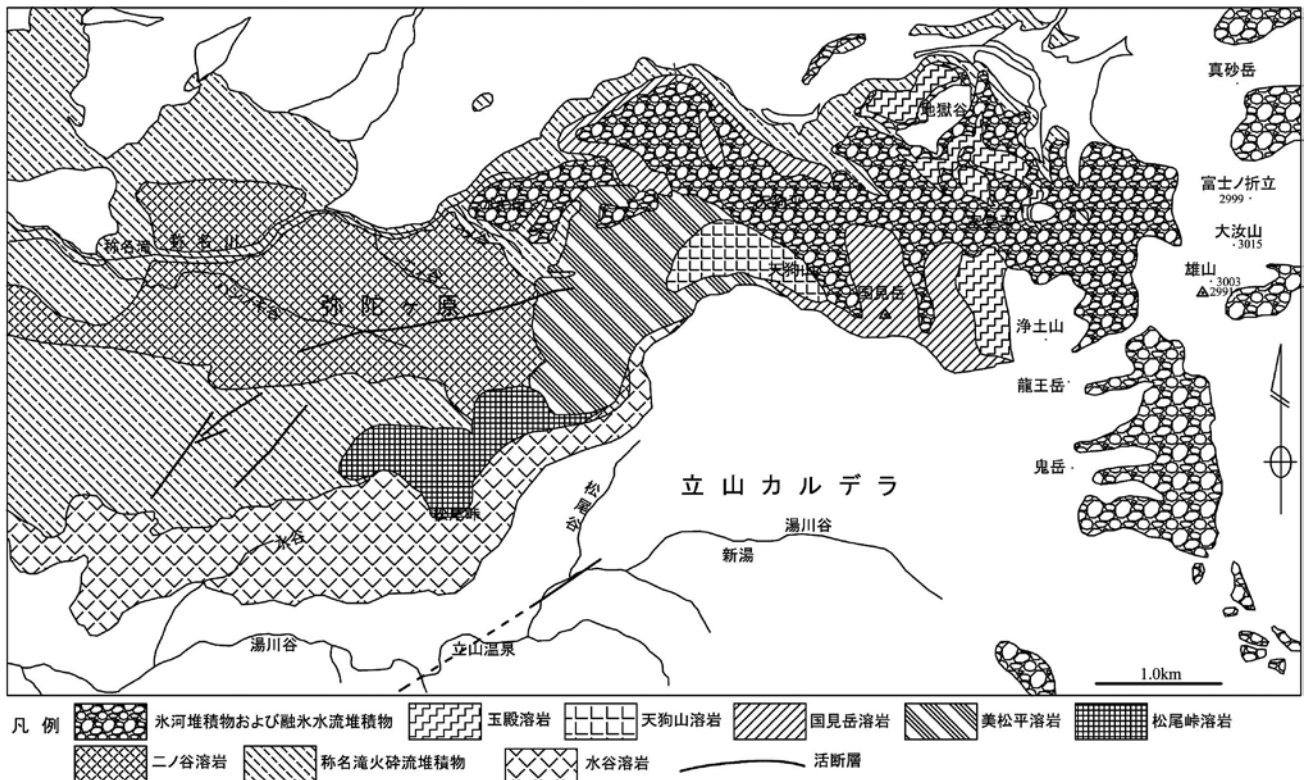 真砂岳
地獄谷
富士ノ折立
2999
大汝山
3015
称名滝
称名川
天狗山
雄山
3003
2991
弥陀ヶ原
国見岳
浄土山
龍王岳
鬼岳
立山カルデラ
松尾谷
松尾峠
湯川谷
新湯
水谷
湯川谷
立山温泉
1.0km
凡例
氷河堆積物および融氷水流堆積物
玉殿溶岩
天狗山溶岩
国見岳溶岩
美松平溶岩
松尾峠溶岩
二ノ谷溶岩
称名滝火砕流堆積物
水谷溶岩
活断層